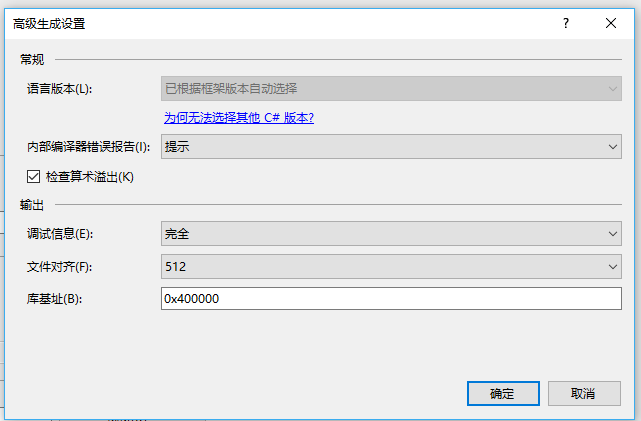 高级生成设置
常规
语言版本(L):
已根据框架版本自动选择
为何无法选择其他 C# 版本?
内部编译器错误报告(I):
提示
检查算术溢出(K)
输出
调试信息(E):
完全
文件对齐(F):
512
库基址(B):
0x400000
确定
取消